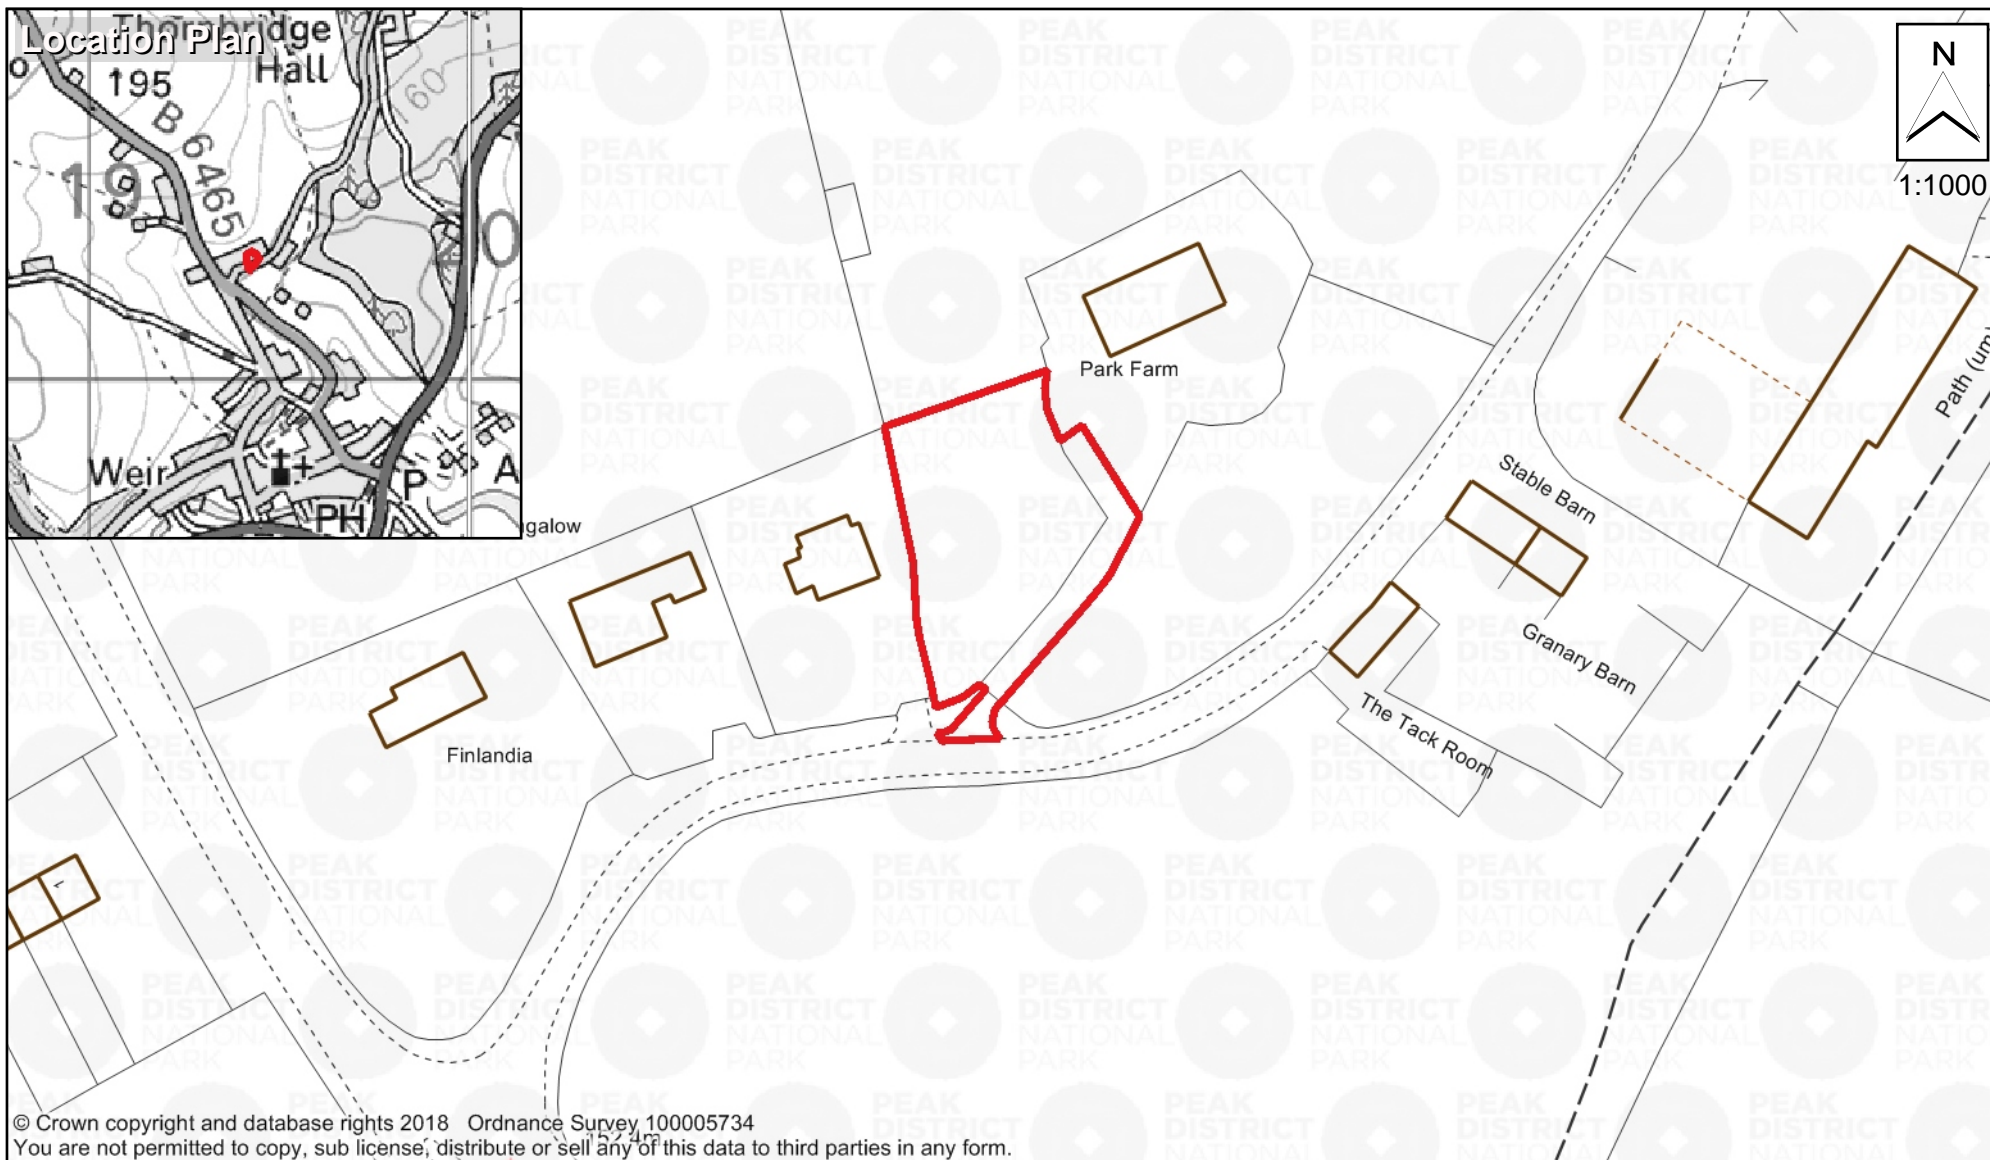 Location Plan
Thornbridge
Hall
195
60
B 6465
19
Weir
P
A
PH
N
1:1000
Park Farm
Path (um
Stable Barn
Granary Barn
The Tack Room
ngalow
Finlandia
152.4m
© Crown copyright and database rights 2018 Ordnance Survey 100005734
You are not permitted to copy, sub license, distribute or sell any of this data to third parties in any form.
PEAK
DISTRICT
NATIONAL
PARK